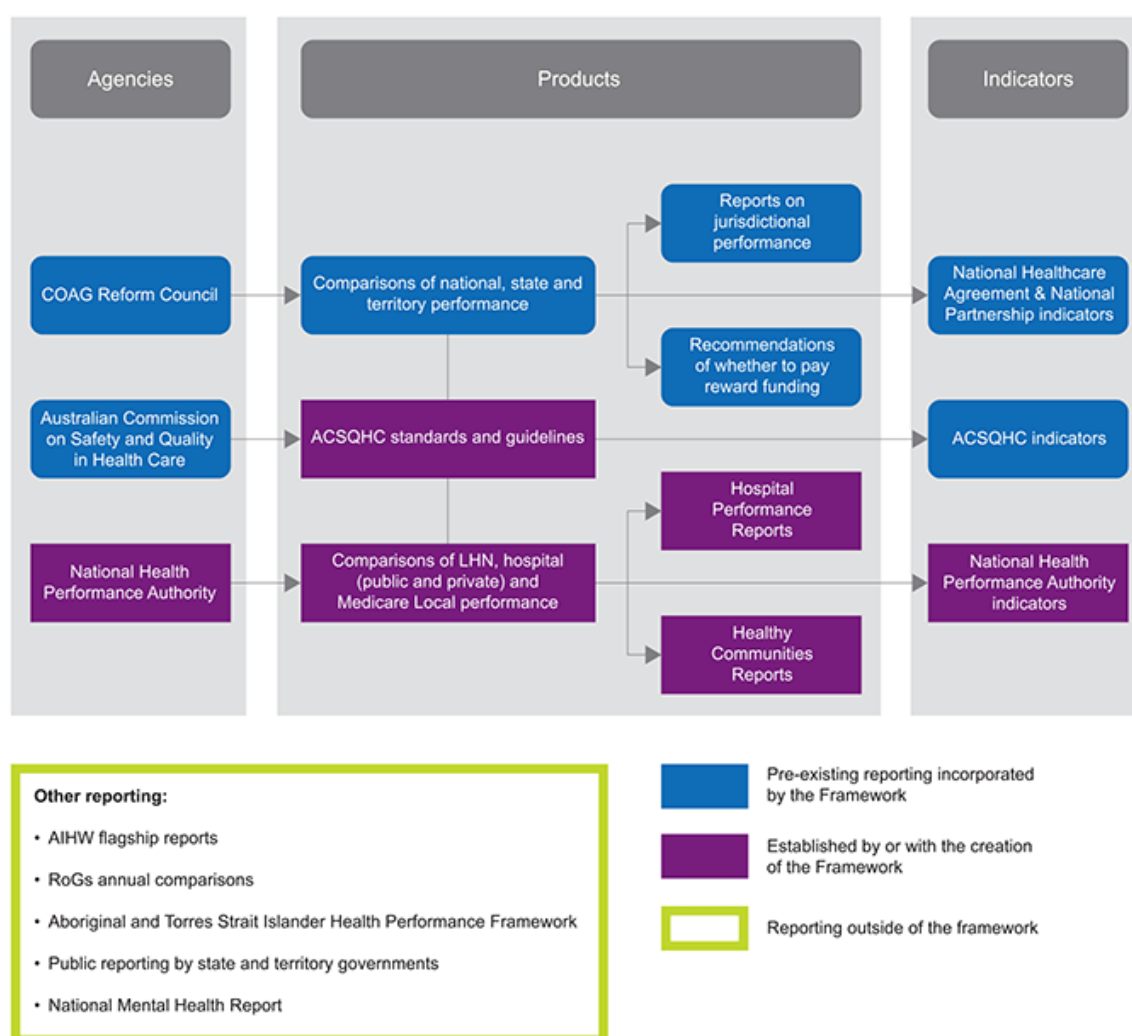 Agencies
Products
Indicators
Reports on
jurisdictional
performance
COAG Reform Council
Comparisons of national, state and
territory performance
National Healthcare
Agreement & National
Partnership indicators
Recommendations
of whether to pay
reward funding
Australian Commission
on Safety and Quality
in Health Care
ACSQHC standards and guidelines
ACSQHC indicators
Hospital
Performance
Reports
National Health
Performance Authority
Comparisons of LHN, hospital
(public and private) and
Medicare Local performance
National Health
Performance Authority
indicators
Healthy
Communities
Reports
Other reporting:
• AIHW flagship reports
• RoGs annual comparisons
• Aboriginal and Torres Strait Islander Health Performance Framework
• Public reporting by state and territory governments
• National Mental Health Report
Pre-existing reporting incorporated
by the Framework
Established by or with the creation
of the Framework
Reporting outside of the framework